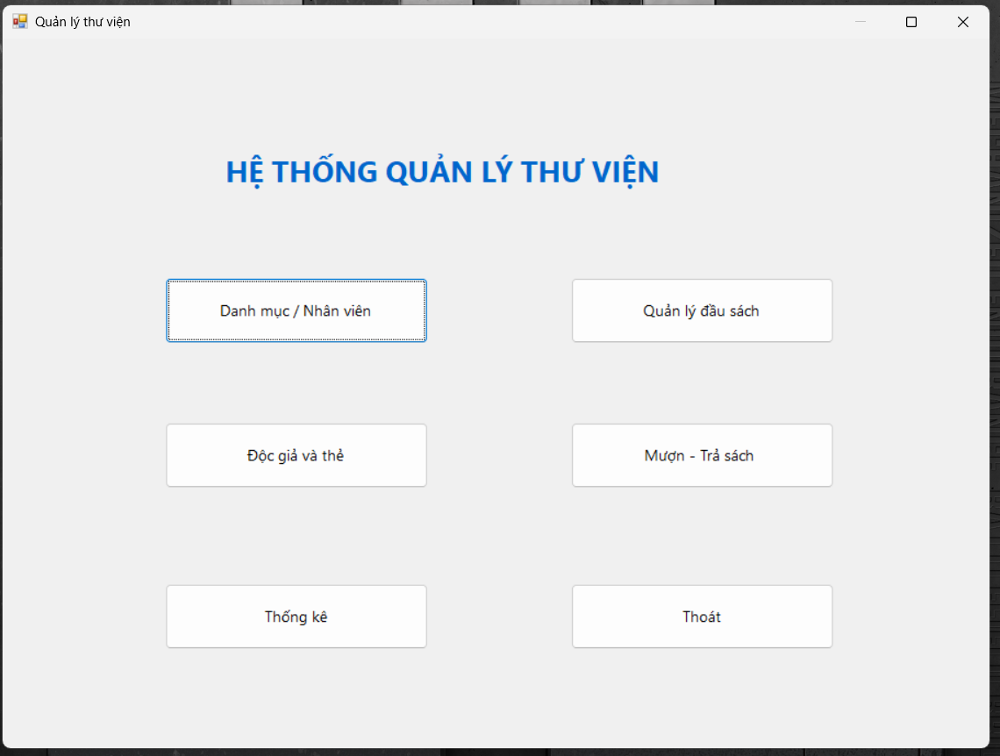 Quản lý thư viện
HỆ THỐNG QUẢN LÝ THƯ VIỆN
Danh mục / Nhân viên
Quản lý đầu sách
Độc giả và thẻ
Mượn - Trả sách
Thống kê
Thoát